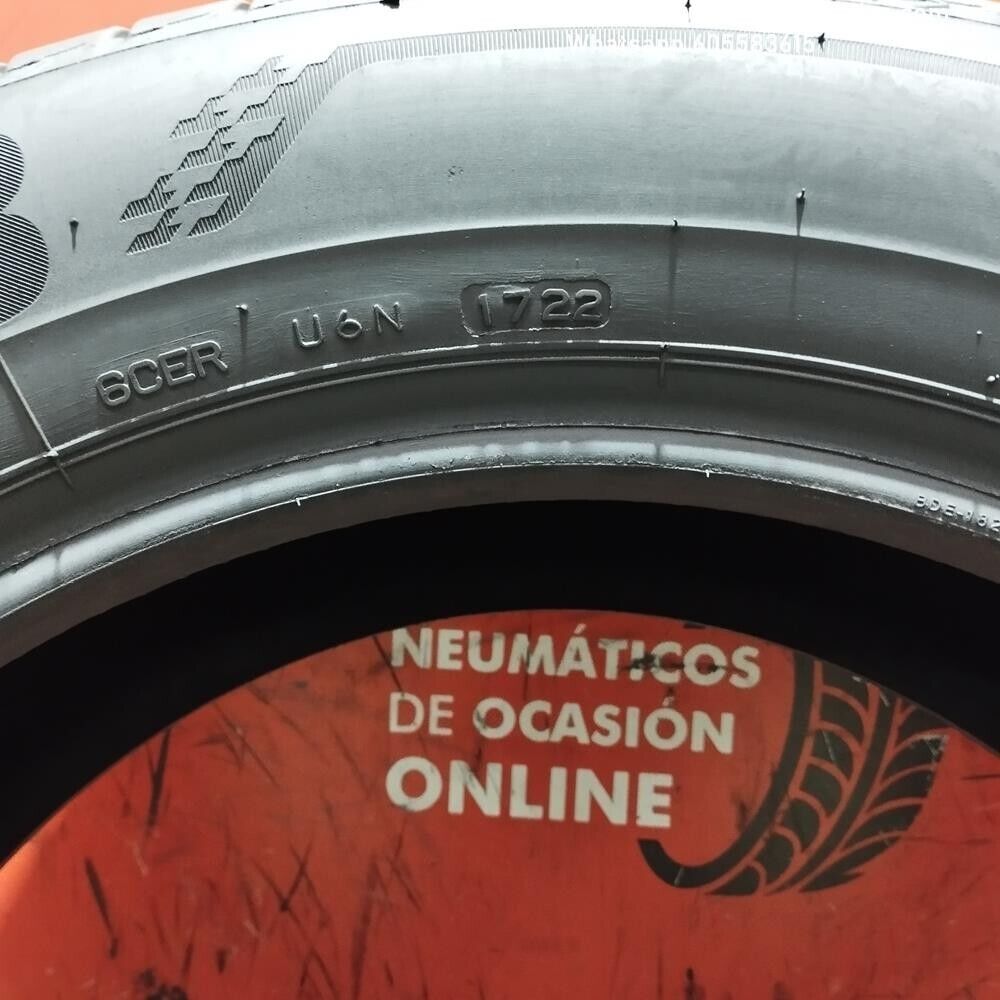 6CER U6N 1722
NEUMÁTICOS
DE OCASIÓN
ONLINE